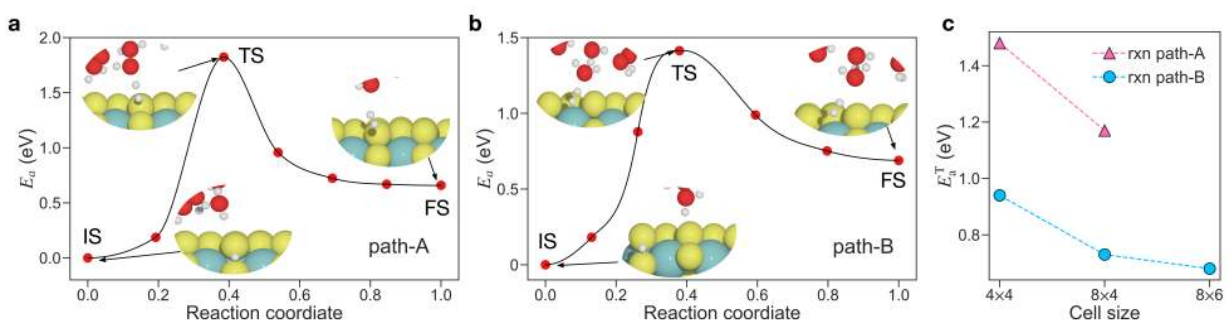 a
2.0
1.5
1.0
0.5
0.0
E_a (eV)
IS
TS
FS
path-A
0.0 0.2 0.4 0.6 0.8 1.0
Reaction coordiate
b
1.5
1.0
0.5
0
E_a (eV)
IS
TS
FS
path-B
0.0 0.2 0.4 0.6 0.8 1.0
Reaction coordiate
c
rxn path-A
rxn path-B
1.4
1.2
1.0
0.8
E_a^T (eV)
4×4 8×4 8×6
Cell size